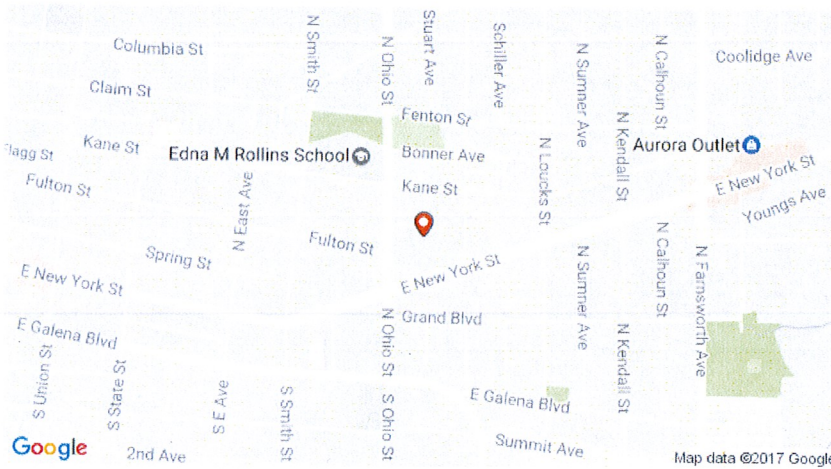 Stuart Ave
Schiller Ave
N Smith St
N Ohio St
Columbia St
N Sumner Ave
N Calhoun St
Coolidge Ave
Claim St
Fenton St
N Kendall St
Kane St
Edna M Rollins School
Bonner Ave
N Loucks St
Aurora Outlet
Flagg St
Fulton St
N East Ave
Kane St
E New York St
Youngs Ave
Spring St
Fulton St
E New York St
E New York St
N Sumner Ave
N Calhoun St
N Farnsworth Ave
E Galena Blvd
N Ohio St
Grand Blvd
N Kendall St
S Union St
S State St
S E Ave
S Smith St
S Ohio St
E Galena Blvd
Google
2nd Ave
Summit Ave
Map data ©2017 Google